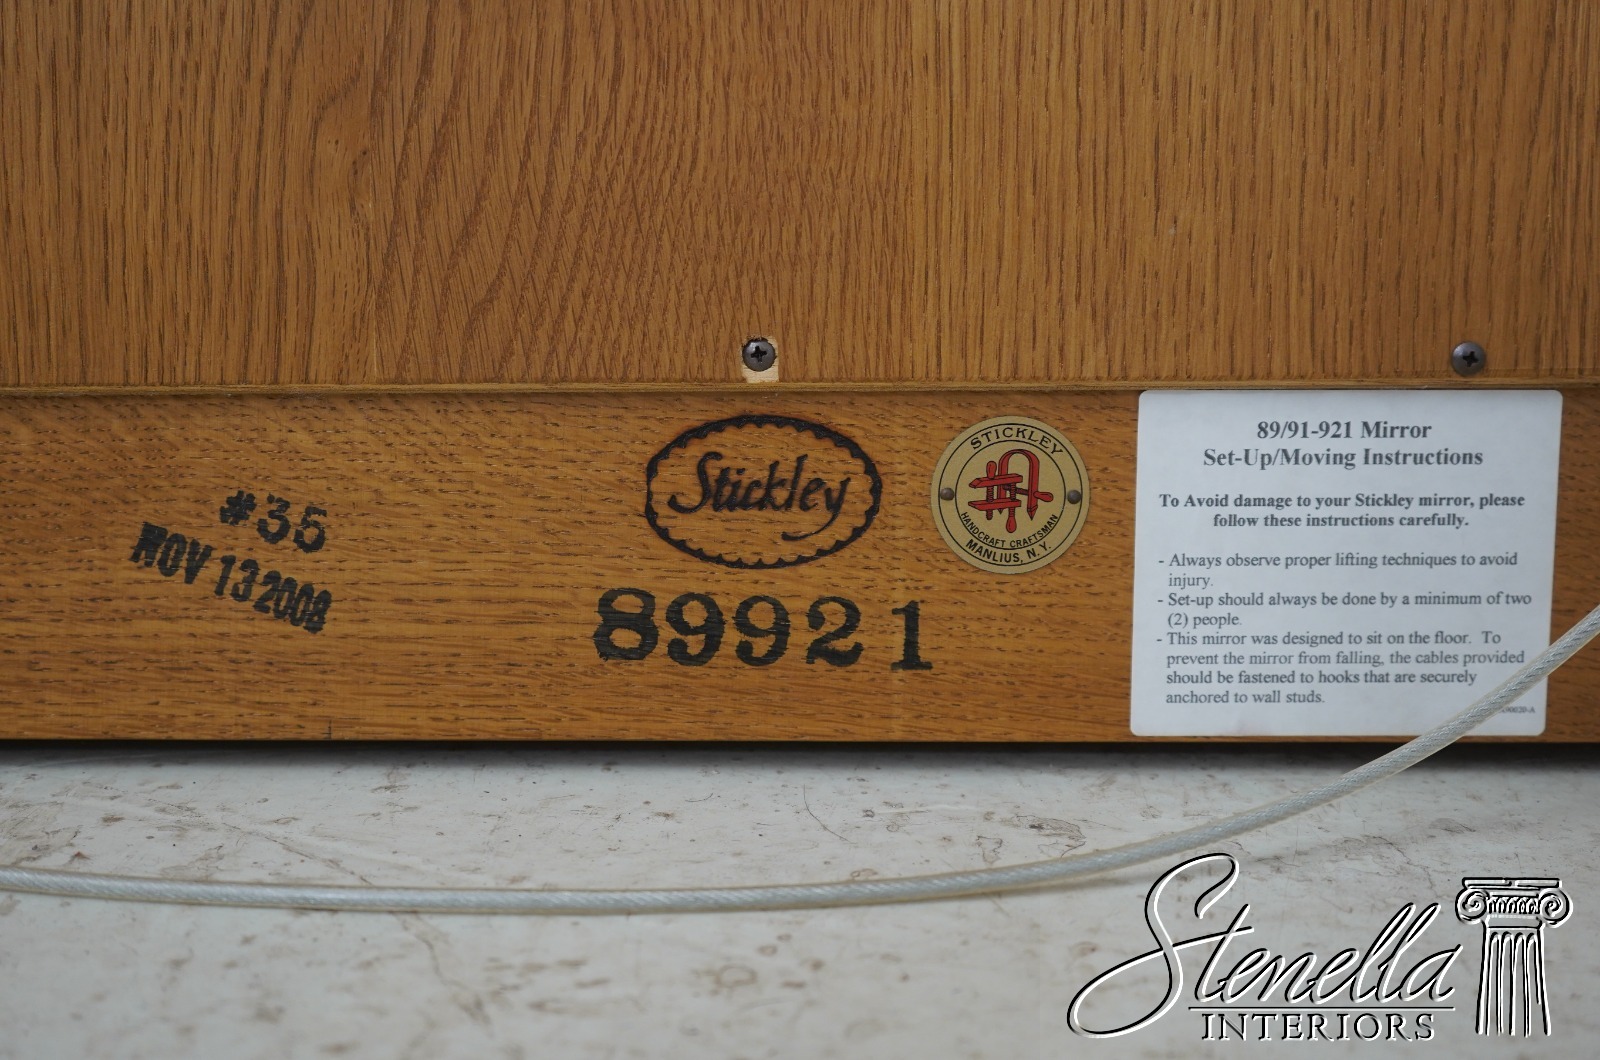 #35
NOV 13 2008
Stickley
89921
STICKLEY
HANDCRAFT CRAFTSMAN
MANLIUS, N.Y.
89/91-921 Mirror
Set-Up/Moving Instructions
To Avoid damage to your Stickley mirror, please
follow these instructions carefully.
- Always observe proper lifting techniques to avoid
injury.
- Set-up should always be done by a minimum of two
(2) people.
- This mirror was designed to sit on the floor. To
prevent the mirror from falling, the cables provided
should be fastened to hooks that are securely
anchored to wall studs.
Stenella
INTERIORS